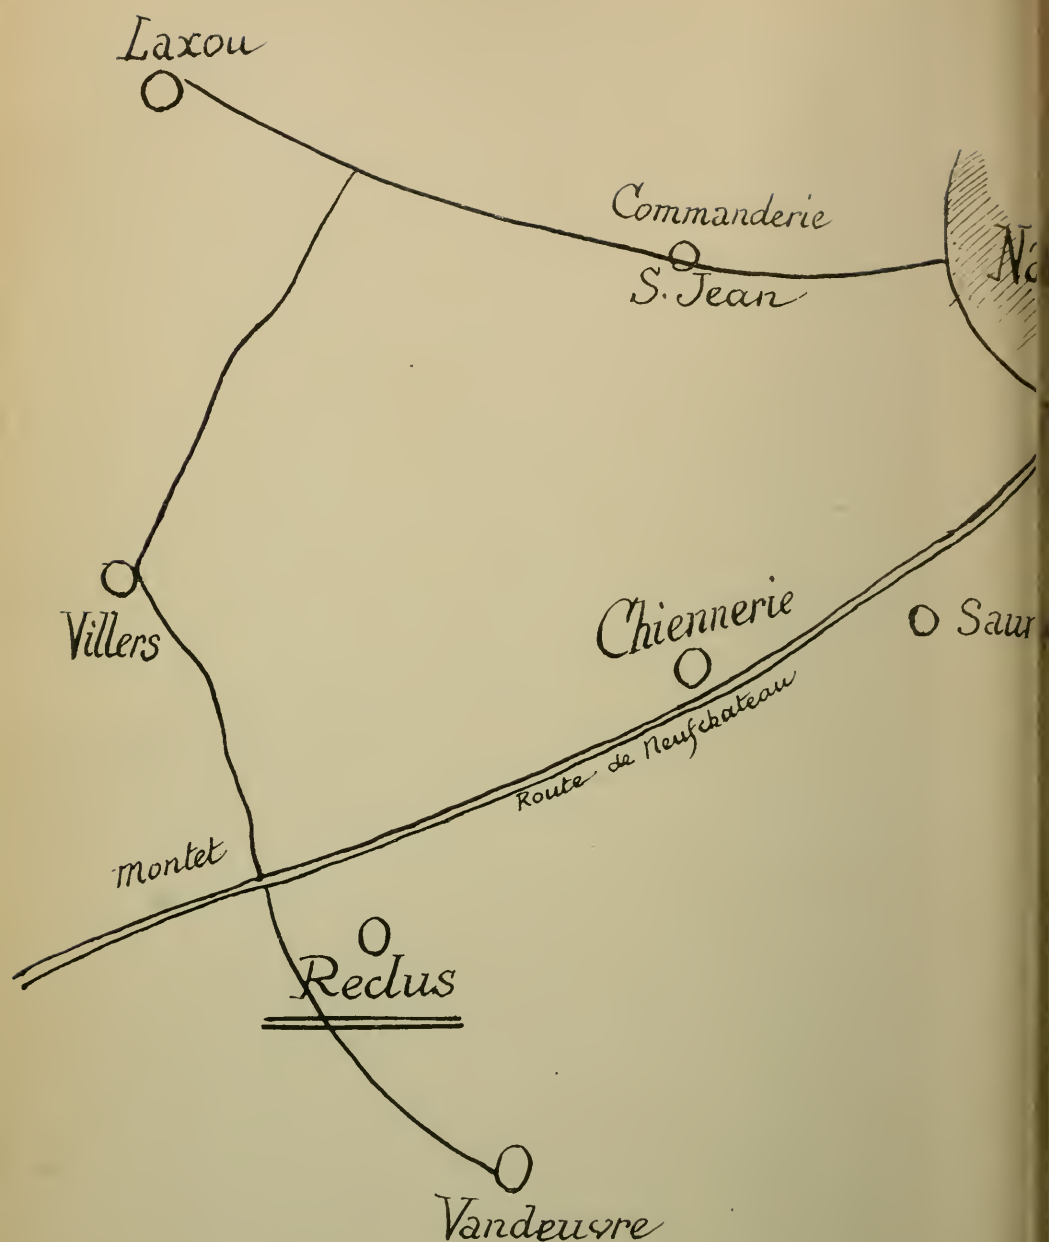 Laxou
Commanderie
S. Jean
Villers
Chiennerie
Route de Neufchateau
montet
Reclus
Vandeuvre